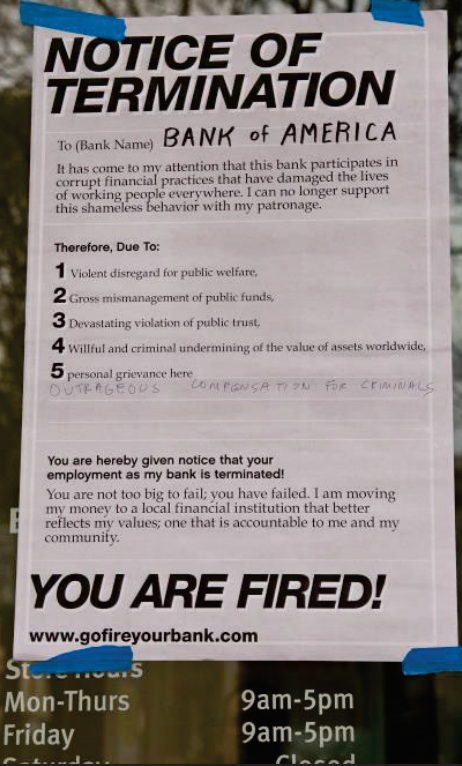 NOTICE OF
TERMINATION
To (Bank Name) BANK of AMERICA
It has come to my attention that this bank participates in
corrupt financial practices that have damaged the lives
of working people everywhere. I can no longer support
this shameless behavior with my patronage.
Therefore, Due To:
1 Violent disregard for public welfare,
2 Gross mismanagement of public funds,
3 Devastating violation of public trust,
4 Willful and criminal undermining of the value of assets worldwide,
5 personal grievance here
OUTRAGEOUS COMPENSATION FOR CRIMINALS
You are hereby given notice that your
employment as my bank is terminated!
You are not too big to fail; you have failed. I am moving
my money to a local financial institution that better
reflects my values; one that is accountable to me and my
community.
YOU ARE FIRED!
www.gofireyourbank.com
Store Hours
Mon-Thurs 9am-5pm
Friday 9am-5pm
Saturday Closed